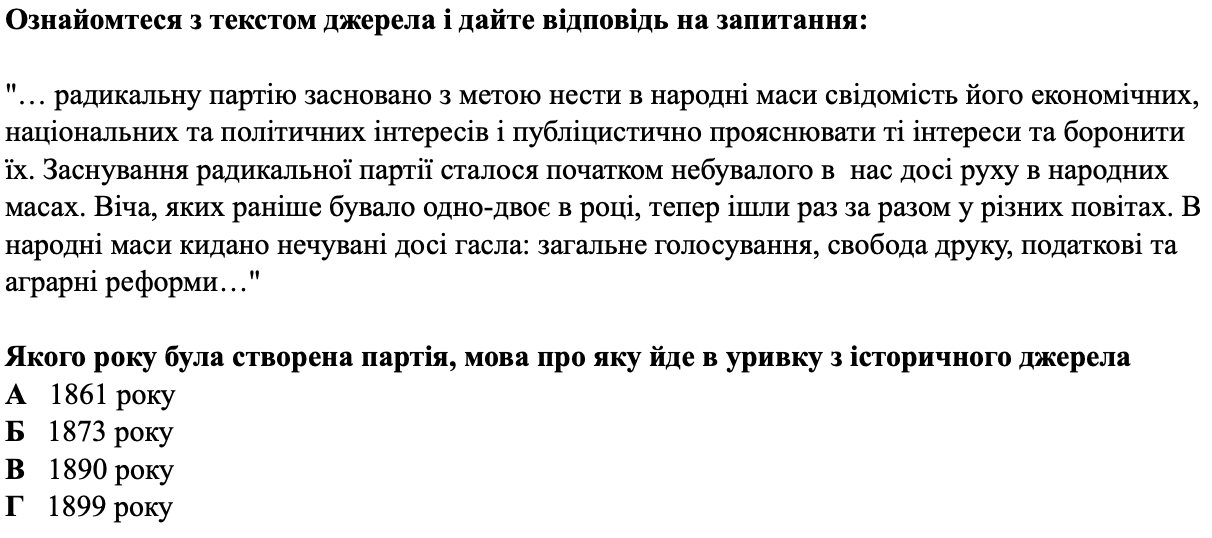 Ознайомтеся з текстом джерела і дайте відповідь на запитання:
"… радикальну партію засновано з метою нести в народні маси свідомість його економічних,
національних та політичних інтересів і публіцистично прояснювати ті інтереси та боронити
їх. Заснування радикальної партії сталося початком небувалого в  нас досі руху в народних
масах. Віча, яких раніше бувало одно-двоє в році, тепер ішли раз за разом у різних повітах. В
народні маси кидано нечувані досі гасла: загальне голосування, свобода друку, податкові та
аграрні реформи…"
Якого року була створена партія, мова про яку йде в уривку з історичного джерела
А 1861 року
Б 1873 року
В 1890 року
Г 1899 року